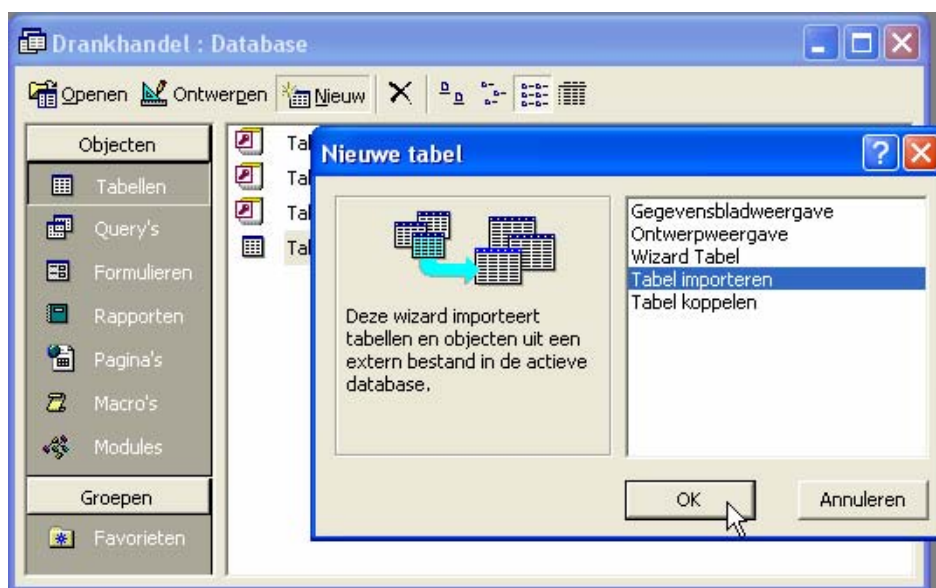 Drankhandel : Database
Openen Ontwerpen Nieuw
Objecten
Tabellen
Query's
Formulieren
Rapporten
Pagina's
Macro's
Modules
Groepen
Favorieten
Nieuwe tabel
Deze wizard importeert
tabellen en objecten uit een
extern bestand in de actieve
database.
Gegevensbladweergave
Ontwerpweergave
Wizard Tabel
Tabel importeren
Tabel koppelen
OK
Annuleren